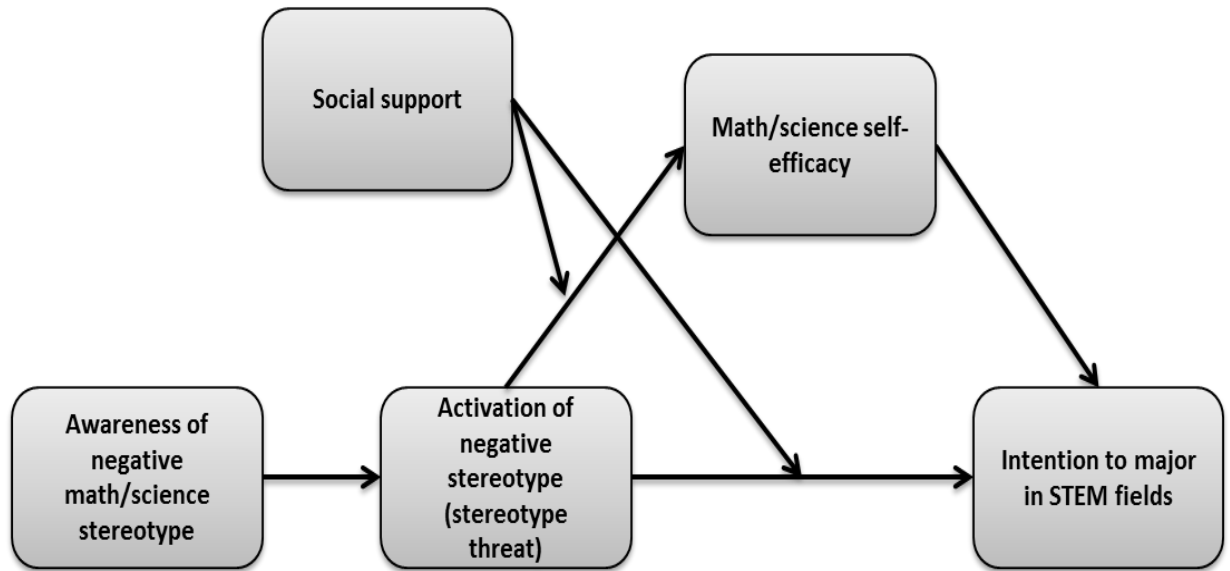 Social support
Math/science self-
efficacy
Awareness of
negative
math/science
stereotype
Activation of
negative
stereotype
(stereotype
threat)
Intention to major
in STEM fields